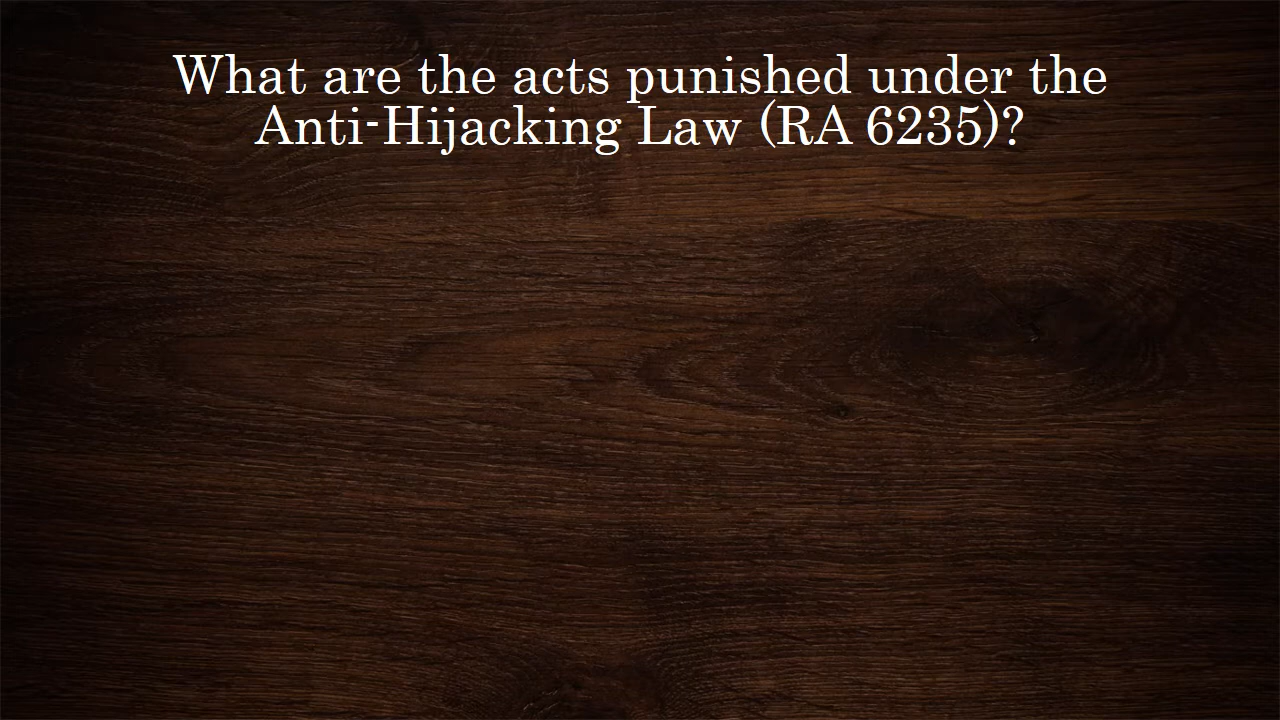 What are the acts punished under the
Anti-Hijacking Law (RA 6235)?